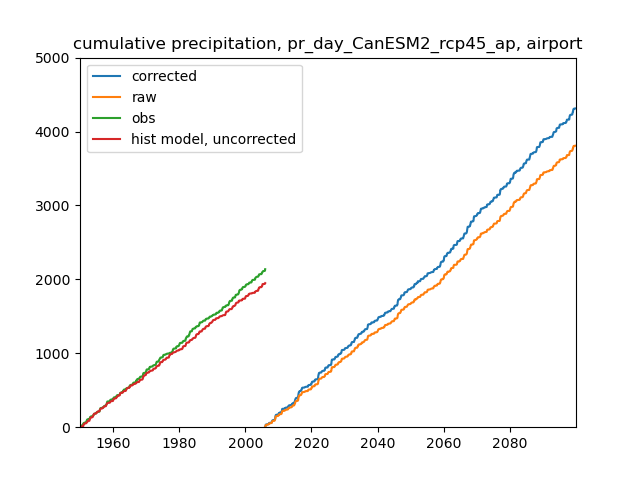 cumulative precipitation, pr_day_CanESM2_rcp45_ap, airport
5000
4000
3000
2000
1000
0
corrected
raw
obs
hist model, uncorrected
1960 1980 2000 2020 2040 2060 2080